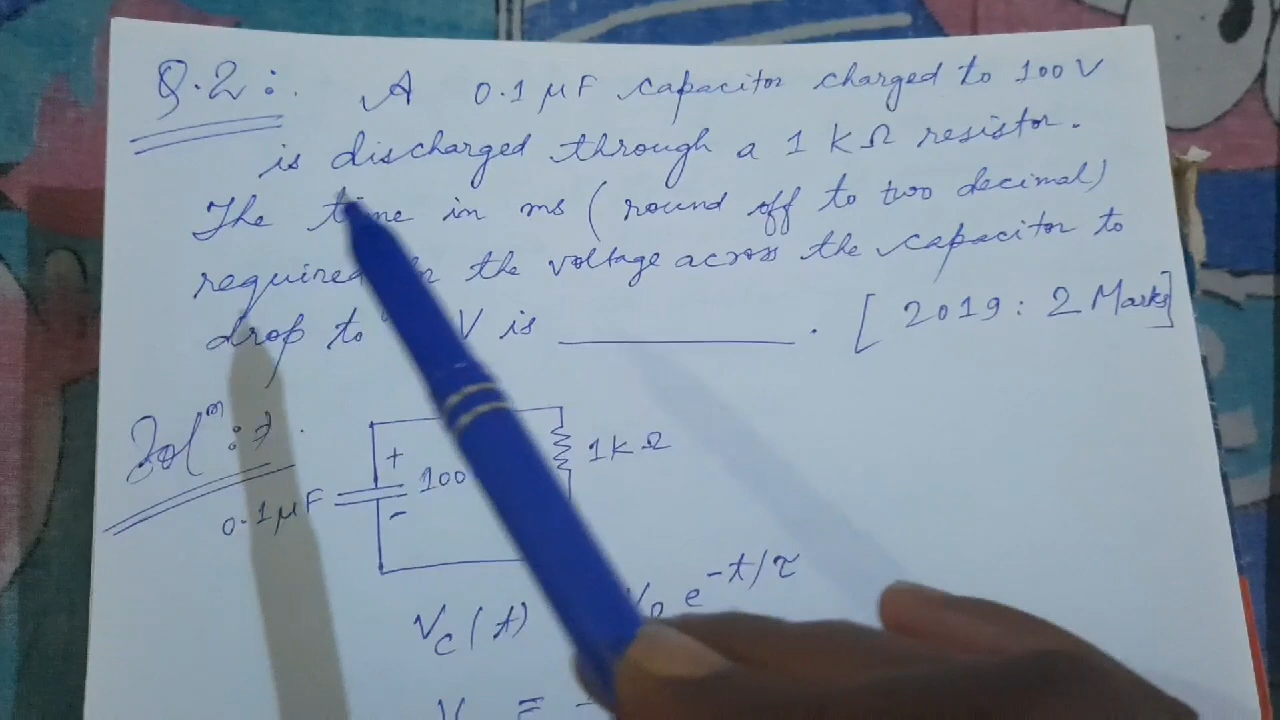 Q.2:. A 0.1 μF capacitor charged to 100 V
is discharged through a 1 kΩ resistor.
The time in ms (round off to two decimal)
required the voltage across the capacitor to
drop to V is ________. [2019: 2 Marks]
Solⁿ:→.
+
100
-
0.1 μF
1 kΩ
Vc(t) V₀ e^-t/τ
V =